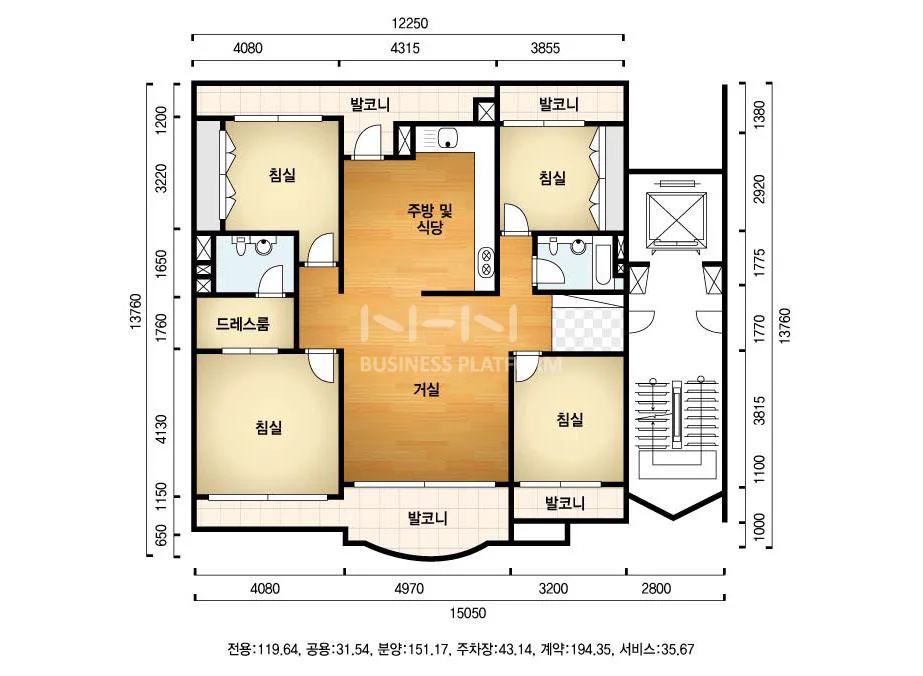 12250
4080 4315 3855
발코니 발코니
1200 1380
침실 침실
3220 2920
주방 및
식당
1650 1775
13760 13760
드레스룸
1760 1770
N-HN
BUSINESS PLATFORM
거실
침실 침실
4130 3815
1150 1100
발코니 발코니
650 1000
4080 4970 3200 2800
15050
전용:119.64, 공용:31.54, 분양:151.17, 주차장:43.14, 계약:194.35, 서비스:35.67